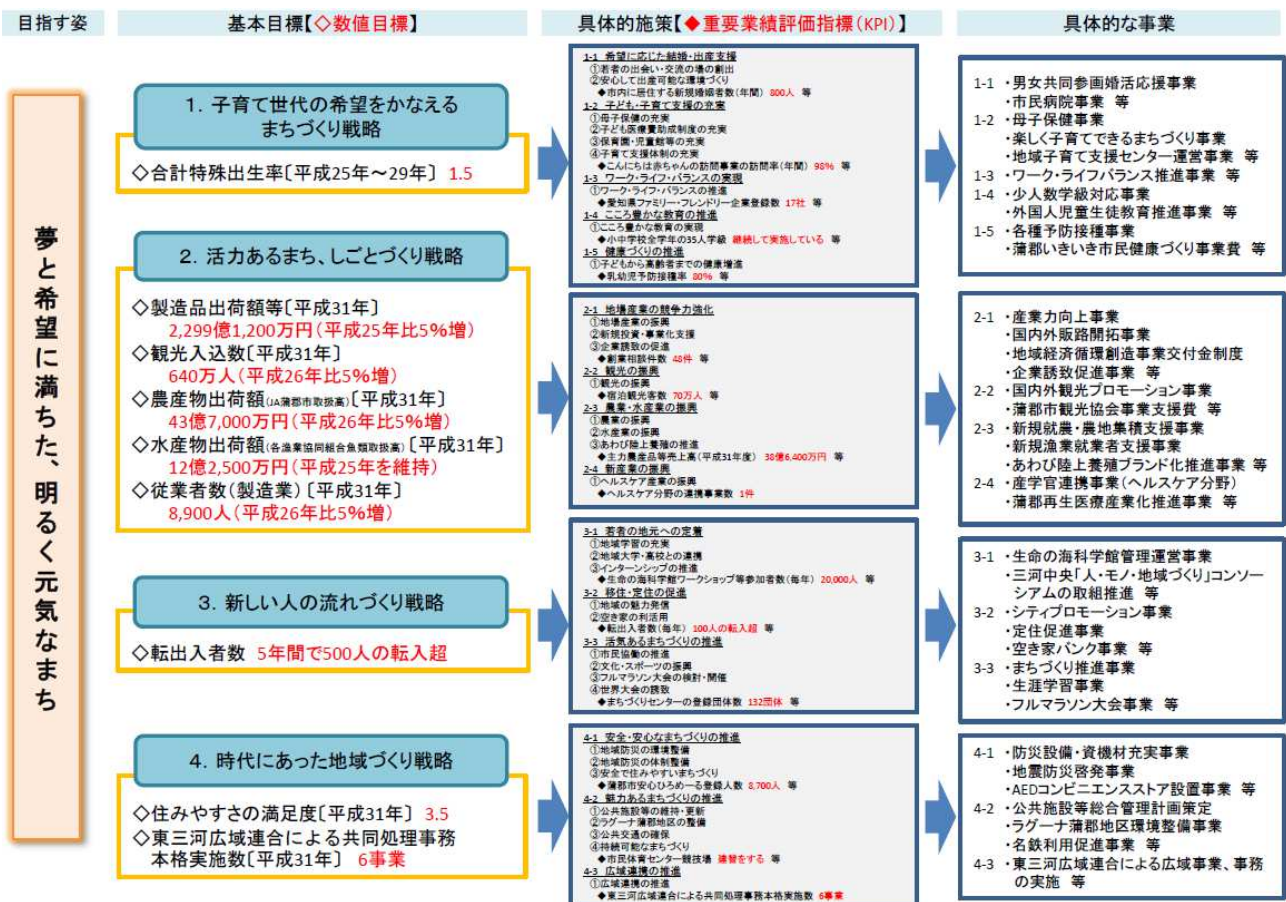 目指す姿
基本目標【◇数値目標】
具体的施策【◆重要業績評価指標(KPI)】
具体的な事業
夢と希望に満ちた、明るく元気なまち
1. 子育て世代の希望をかなえる
まちづくり戦略
◇合計特殊出生率〔平成25年～29年〕 1.5
2. 活力あるまち、しごとづくり戦略
◇製造品出荷額等〔平成31年〕
2,299億1,200万円(平成25年比5%増)
◇観光入込数〔平成31年〕
640万人(平成26年比5%増)
◇農産物出荷額(JA蒲郡市取扱高)〔平成31年〕
43億7,000万円(平成26年比5%増)
◇水産物出荷額(各漁業協同組合魚類取扱高)〔平成31年〕
12億2,500万円(平成25年を維持)
◇従業者数(製造業)〔平成31年〕
8,900人(平成26年比5%増)
3. 新しい人の流れづくり戦略
◇転出入者数 5年間で500人の転入超
4. 時代にあった地域づくり戦略
◇住みやすさの満足度〔平成31年〕 3.5
◇東三河広域連合による共同処理事務
本格実施数〔平成31年〕 6事業
1-1 希望に応じた結婚・出産支援
①若者の出会い・交流の場の創出
②安心して出産可能な環境づくり
◆市内に居住する新規婚姻者数(年間) 800人 等
1-2 子ども・子育て支援の充実
①母子保健の充実
②子ども医療費助成制度の充実
③保育園・児童館等の充実
④子育て支援体制の充実
◆こんにちは赤ちゃんの訪問事業の訪問率(年間) 98% 等
1-3 ワーク・ライフ・バランスの実現
①ワーク・ライフ・バランスの推進
◆愛知県ファミリー・フレンドリー企業登録数 17社 等
1-4 こころ豊かな教育の推進
①こころ豊かな教育の実現
◆小中学校全学年の35人学級 継続して実施している 等
1-5 健康づくりの推進
①子どもから高齢者までの健康増進
◆乳幼児予防接種率 80% 等
2-1 地場産業の競争力強化
①地場産業の振興
②新規投資・事業化支援
③企業誘致の促進
◆創業相談件数 48件 等
2-2 観光の振興
①観光の振興
◆宿泊観光客数 70万人 等
2-3 農業・水産業の振興
①農業の振興
②水産業の振興
③あわび陸上養殖の推進
◆主力農産品等売上高(平成31年度) 38億6,400万円 等
2-4 新産業の振興
①ヘルスケア産業の振興
◆ヘルスケア分野の連携事業数 1件
3-1 若者の地元への定着
①地域学習の充実
②地域大学・高校との連携
③インターンシップの推進
◆生命の海科学館ワークショップ等参加者数(毎年) 20,000人 等
3-2 移住・定住の促進
①地域の魅力発信
②空き家の利活用
◆転出入者数(毎年) 100人の転入超 等
3-3 活気あるまちづくりの推進
①市民協働の推進
②文化・スポーツの振興
③フルマラソン大会の検討・開催
④世界大会の誘致
◆まちづくりセンターの登録団体数 132団体 等
4-1 安全・安心なまちづくりの推進
①地域防災の環境整備
②地域防災の体制整備
③安全で住みやすいまちづくり
◆蒲郡市安心ひろめーる登録人数 8,700人 等
4-2 魅力あるまちづくりの推進
①公共施設等の維持・更新
②ラグーナ蒲郡地区の整備
③公共交通の確保
④持続可能なまちづくり
◆市民体育センター競技場 建替をする 等
4-3 広域連携の推進
①広域連携の推進
◆東三河広域連合による共同処理事務本格実施数 6事業
1-1 ・男女共同参画婚活応援事業
・市民病院事業 等
1-2 ・母子保健事業
・楽しく子育てできるまちづくり事業
・地域子育て支援センター運営事業 等
1-3 ・ワーク・ライフバランス推進事業 等
1-4 ・少人数学級対応事業
・外国人児童生徒教育推進事業 等
1-5 ・各種予防接種事業
・蒲郡いきいき市民健康づくり事業費 等
2-1 ・産業力向上事業
・国内外販路開拓事業
・地域経済循環創造事業交付金制度
・企業誘致促進事業 等
2-2 ・国内外観光プロモーション事業
・蒲郡市観光協会事業支援費 等
2-3 ・新規就農・農地集積支援事業
・新規漁業就業者支援事業
・あわび陸上養殖ブランド化推進事業 等
2-4 ・産学官連携事業(ヘルスケア分野)
・蒲郡再生医療産業化推進事業 等
3-1 ・生命の海科学館管理運営事業
・三河中央「人・モノ・地域づくり」コンソー
シアムの取組推進 等
3-2 ・シティプロモーション事業
・定住促進事業
・空き家バンク事業 等
3-3 ・まちづくり推進事業
・生涯学習事業
・フルマラソン大会事業 等
4-1 ・防災設備・資機材充実事業
・地震防災啓発事業
・AEDコンビニエンスストア設置事業 等
4-2 ・公共施設等総合管理計画策定
・ラグーナ蒲郡地区環境整備事業
・名鉄利用促進事業 等
4-3 ・東三河広域連合による広域事業、事務
の実施 等